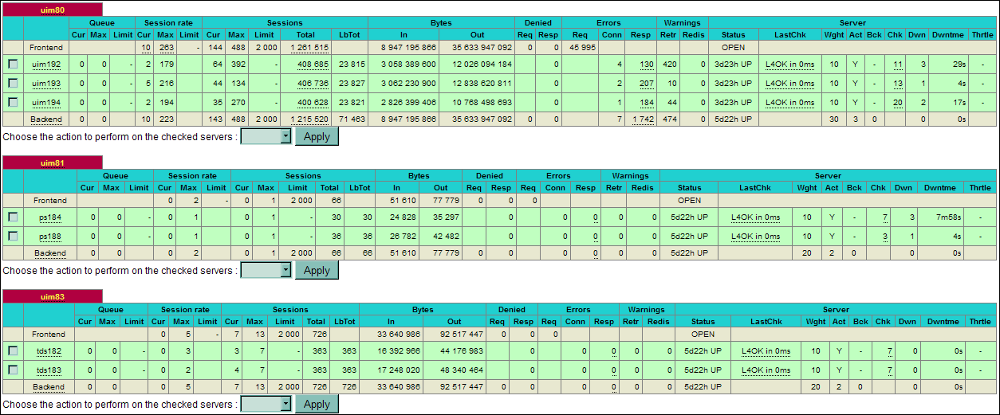 uim80
Queue Session rate Sessions Bytes Denied Errors Warnings Server
Cur Max Limit Cur Max Limit Cur Max Limit Total LbTot In Out Req Resp Req Conn Resp Retr Redis Status LastChk Wght Act Bck Chk Dwn Dwntme Thrtle
Frontend 10 263 - 144 488 2 000 1 261 515 8 947 195 866 35 633 947 092 0 0 45 995 OPEN
uim192 0 0 - 2 179 64 392 - 408 685 23 815 3 058 389 600 12 026 094 184 0 4 130 420 0 3d23h UP L4OK in 0ms 10 Y - 11 3 29s -
uim193 0 0 - 5 216 44 134 - 406 736 23 827 3 062 230 900 12 838 620 811 0 2 207 10 0 3d23h UP L4OK in 0ms 10 Y - 13 1 4s -
uim194 0 0 - 2 194 35 270 - 400 628 23 821 2 826 399 406 10 768 498 693 0 1 184 44 0 3d23h UP L4OK in 0ms 10 Y - 20 2 17s -
Backend 0 0 10 223 143 488 2 000 1 215 520 71 463 8 947 195 866 35 633 947 092 0 0 7 1 742 474 0 5d22h UP 30 3 0 0 0s
Choose the action to perform on the checked servers : Apply
uim81
Queue Session rate Sessions Bytes Denied Errors Warnings Server
Cur Max Limit Cur Max Limit Cur Max Limit Total LbTot In Out Req Resp Req Conn Resp Retr Redis Status LastChk Wght Act Bck Chk Dwn Dwntme Thrtle
Frontend 0 2 - 0 1 2 000 66 51 610 77 779 0 0 0 OPEN
ps184 0 0 - 0 1 0 1 - 30 30 24 828 35 297 0 0 0 0 0 5d22h UP L4OK in 0ms 10 Y - 7 3 7m58s -
ps188 0 0 - 0 1 0 1 - 36 36 26 782 42 482 0 0 0 0 0 5d22h UP L4OK in 0ms 10 Y - 3 1 4s -
Backend 0 0 0 2 0 1 2 000 66 66 51 610 77 779 0 0 0 0 0 0 5d22h UP 20 2 0 0 0s
Choose the action to perform on the checked servers : Apply
uim83
Queue Session rate Sessions Bytes Denied Errors Warnings Server
Cur Max Limit Cur Max Limit Cur Max Limit Total LbTot In Out Req Resp Req Conn Resp Retr Redis Status LastChk Wght Act Bck Chk Dwn Dwntme Thrtle
Frontend 0 5 - 7 13 2 000 726 33 640 986 92 517 447 0 0 0 OPEN
tds182 0 0 - 0 3 3 7 - 363 363 16 392 966 44 176 983 0 0 0 0 0 5d22h UP L4OK in 0ms 10 Y - 7 0 0s -
tds183 0 0 - 0 2 4 7 - 363 363 17 248 020 48 340 464 0 0 0 0 0 5d22h UP L4OK in 0ms 10 Y - 7 0 0s -
Backend 0 0 0 5 7 13 2 000 726 726 33 640 986 92 517 447 0 0 0 0 0 0 5d22h UP 20 2 0 0 0s
Choose the action to perform on the checked servers : Apply